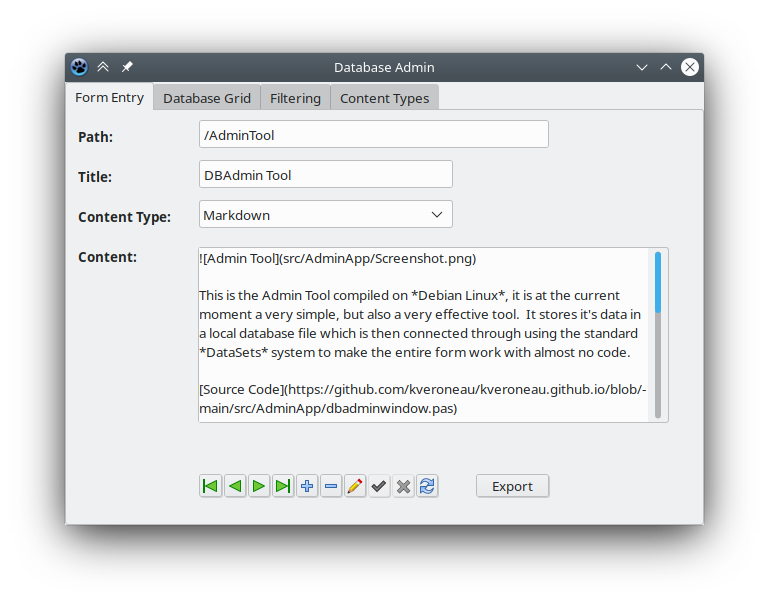 Database Admin
Form Entry Database Grid Filtering Content Types
Path: /AdminTool
Title: DBAdmin Tool
Content Type: Markdown
Content:
![Admin Tool](src/AdminApp/Screenshot.png)
This is the Admin Tool compiled on *Debian Linux*, it is at the current
moment a very simple, but also a very effective tool.  It stores it's data in
a local database file which is then connected through using the standard
*DataSets* system to make the entire form work with almost no code.
[Source Code](https://github.com/kveroneau/kveroneau.github.io/blob/-
main/src/AdminApp/dbadminwindow.pas)
Export